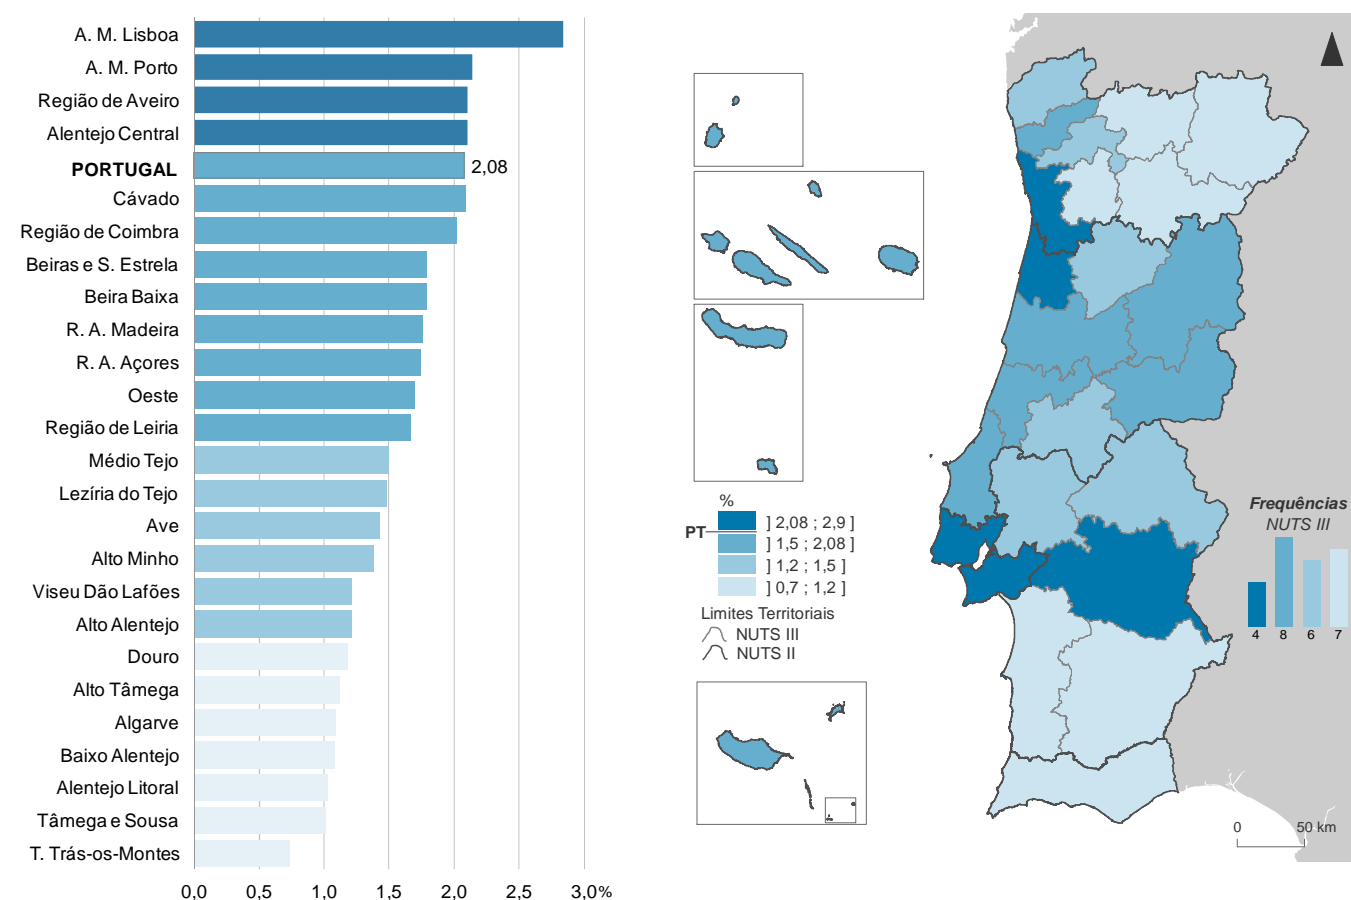 A. M. Lisboa
A. M. Porto
Região de Aveiro
Alentejo Central
PORTUGAL
2,08
Cávado
Região de Coimbra
Beiras e S. Estrela
Beira Baixa
R. A. Madeira
R. A. Açores
Oeste
Região de Leiria
Médio Tejo
Lezíria do Tejo
Ave
Alto Minho
Viseu Dão Lafões
Alto Alentejo
Douro
Alto Tâmega
Algarve
Baixo Alentejo
Alentejo Litoral
Tâmega e Sousa
T. Trás-os-Montes
0,0 0,5 1,0 1,5 2,0 2,5 3,0%
%
PT
] 2,08 ; 2,9 ]
] 1,5 ; 2,08 ]
] 1,2 ; 1,5 ]
] 0,7 ; 1,2 ]
Limites Territoriais
NUTS III
NUTS II
Frequências
NUTS III
4 8 6 7
0 50 km